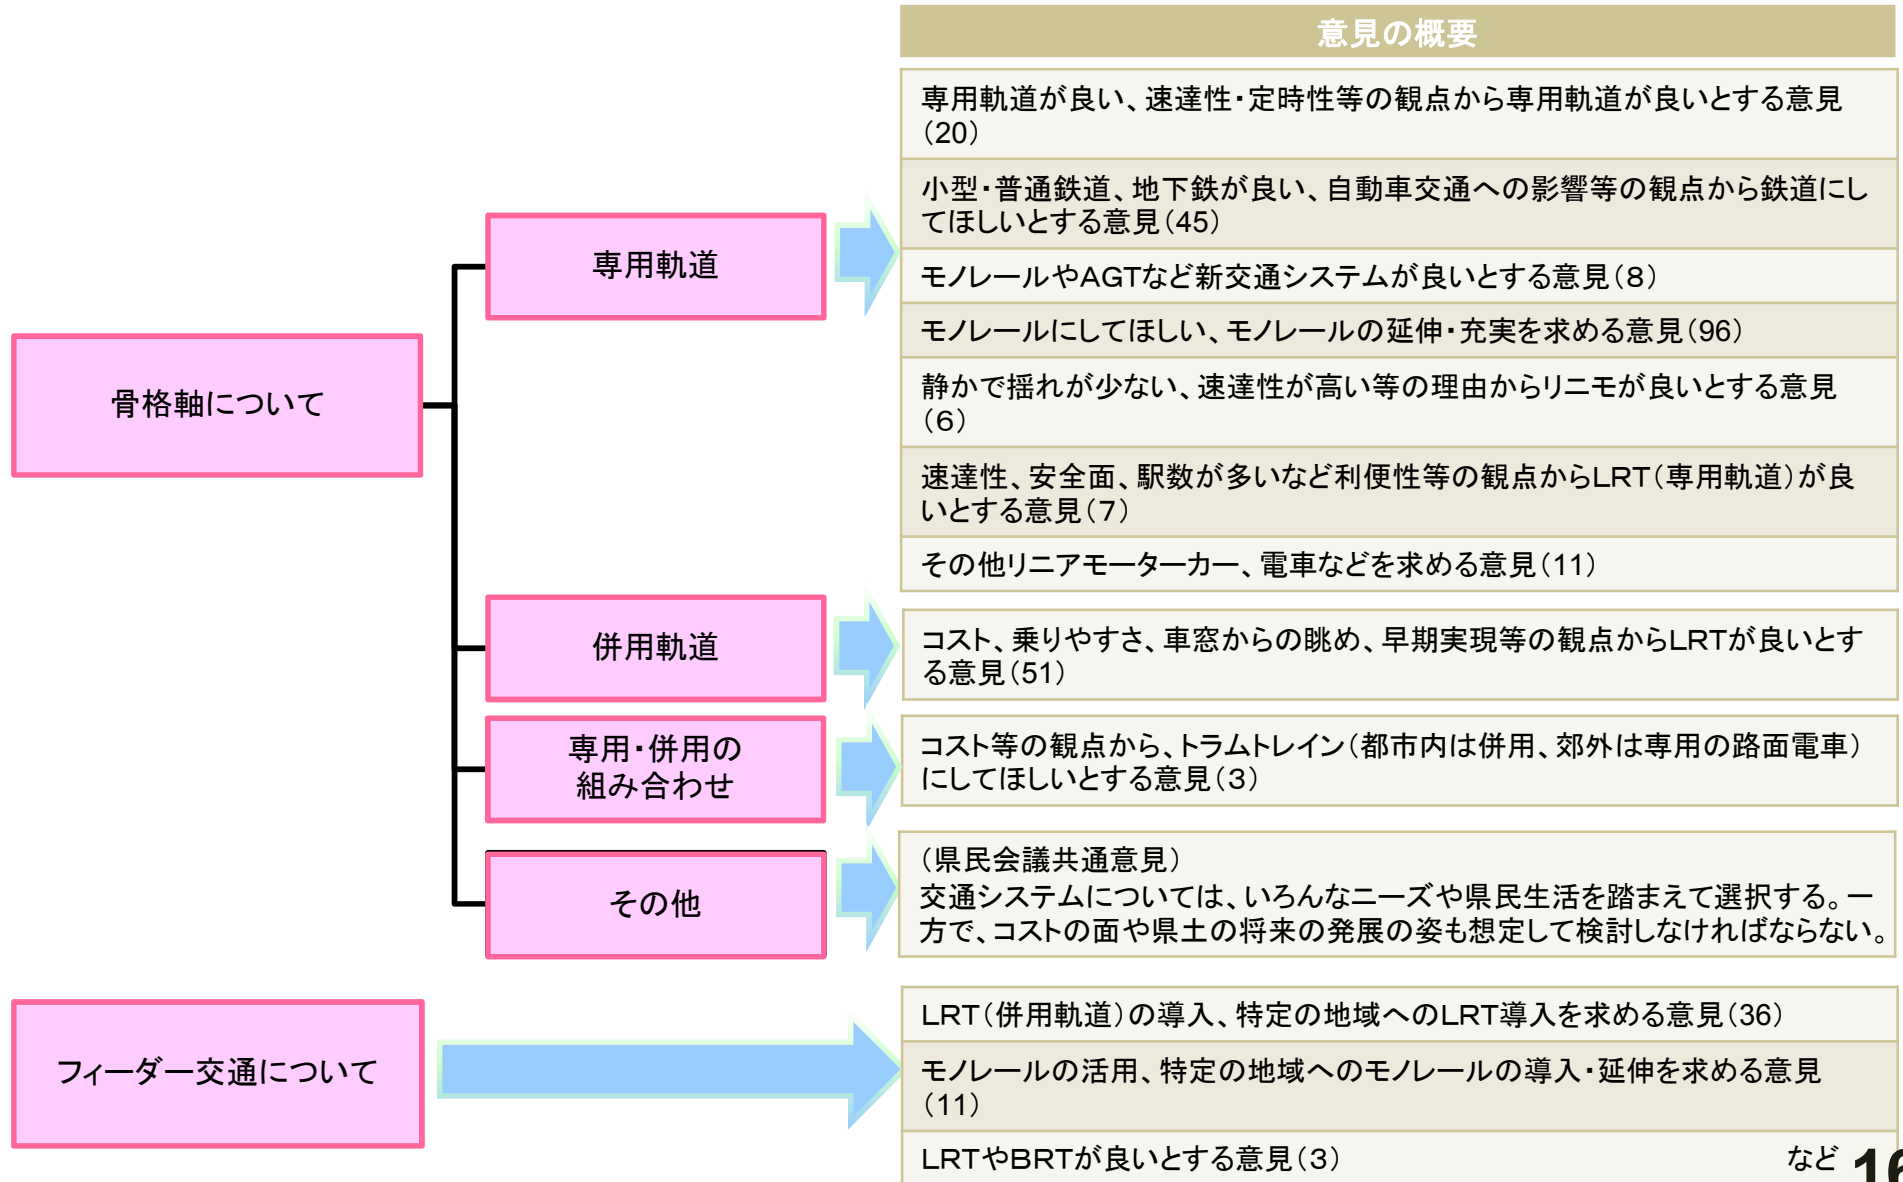 意見の概要
骨格軸について
専用軌道
専用軌道が良い、速達性・定時性等の観点から専用軌道が良いとする意見
（20）
小型・普通鉄道、地下鉄が良い、自動車交通への影響等の観点から鉄道にし
てほしいとする意見（45）
モノレールやAGTなど新交通システムが良いとする意見（8）
モノレールにしてほしい、モノレールの延伸・充実を求める意見（96）
静かで揺れが少ない、速達性が高い等の理由からリニモが良いとする意見
（6）
速達性、安全面、駅数が多いなど利便性等の観点からLRT（専用軌道）が良
いとする意見（7）
その他リニアモーターカー、電車などを求める意見（11）
併用軌道
コスト、乗りやすさ、車窓からの眺め、早期実現等の観点からLRTが良いとす
る意見（51）
専用・併用の
組み合わせ
コスト等の観点から、トラムトレイン（都市内は併用、郊外は専用の路面電車）
にしてほしいとする意見（3）
その他
（県民会議共通意見）
交通システムについては、いろんなニーズや県民生活を踏まえて選択する。一
方で、コストの面や県土の将来の発展の姿も想定して検討しなければならない。
フィーダー交通について
LRT（併用軌道）の導入、特定の地域へのLRT導入を求める意見（36）
モノレールの活用、特定の地域へのモノレールの導入・延伸を求める意見
（11）
LRTやBRTが良いとする意見（3） など
16